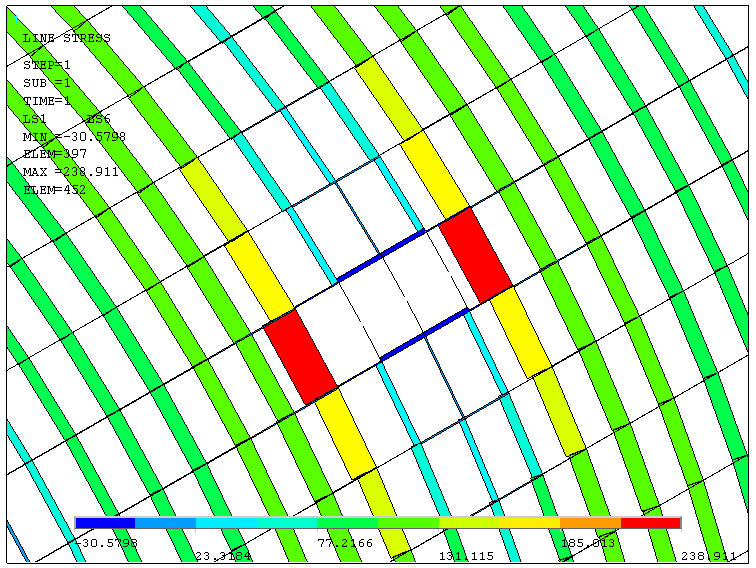 LINE STRESS
STEP=1
SUB =1
TIME=1
LS1 LS6
MIN =-30.5798
ELEM=397
MAX =238.911
ELEM=452
-30.5798 77.2166 185.013
23.3184 131.115 238.911